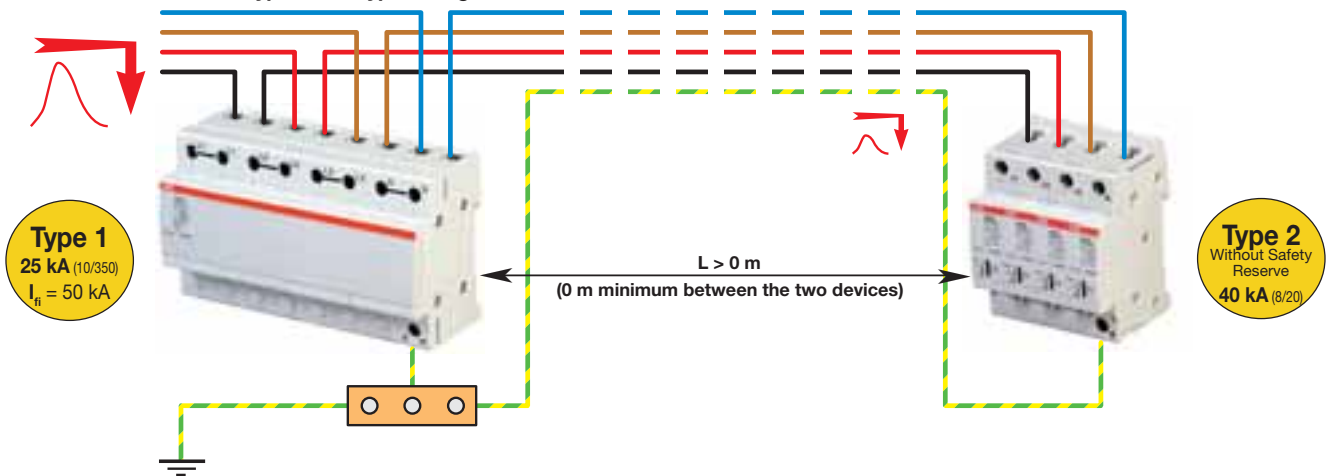 Type 1
25 kA (10/350)
Ifi = 50 kA
L > 0 m
(0 m minimum between the two devices)
Type 2
Without Safety
Reserve
40 kA (8/20)